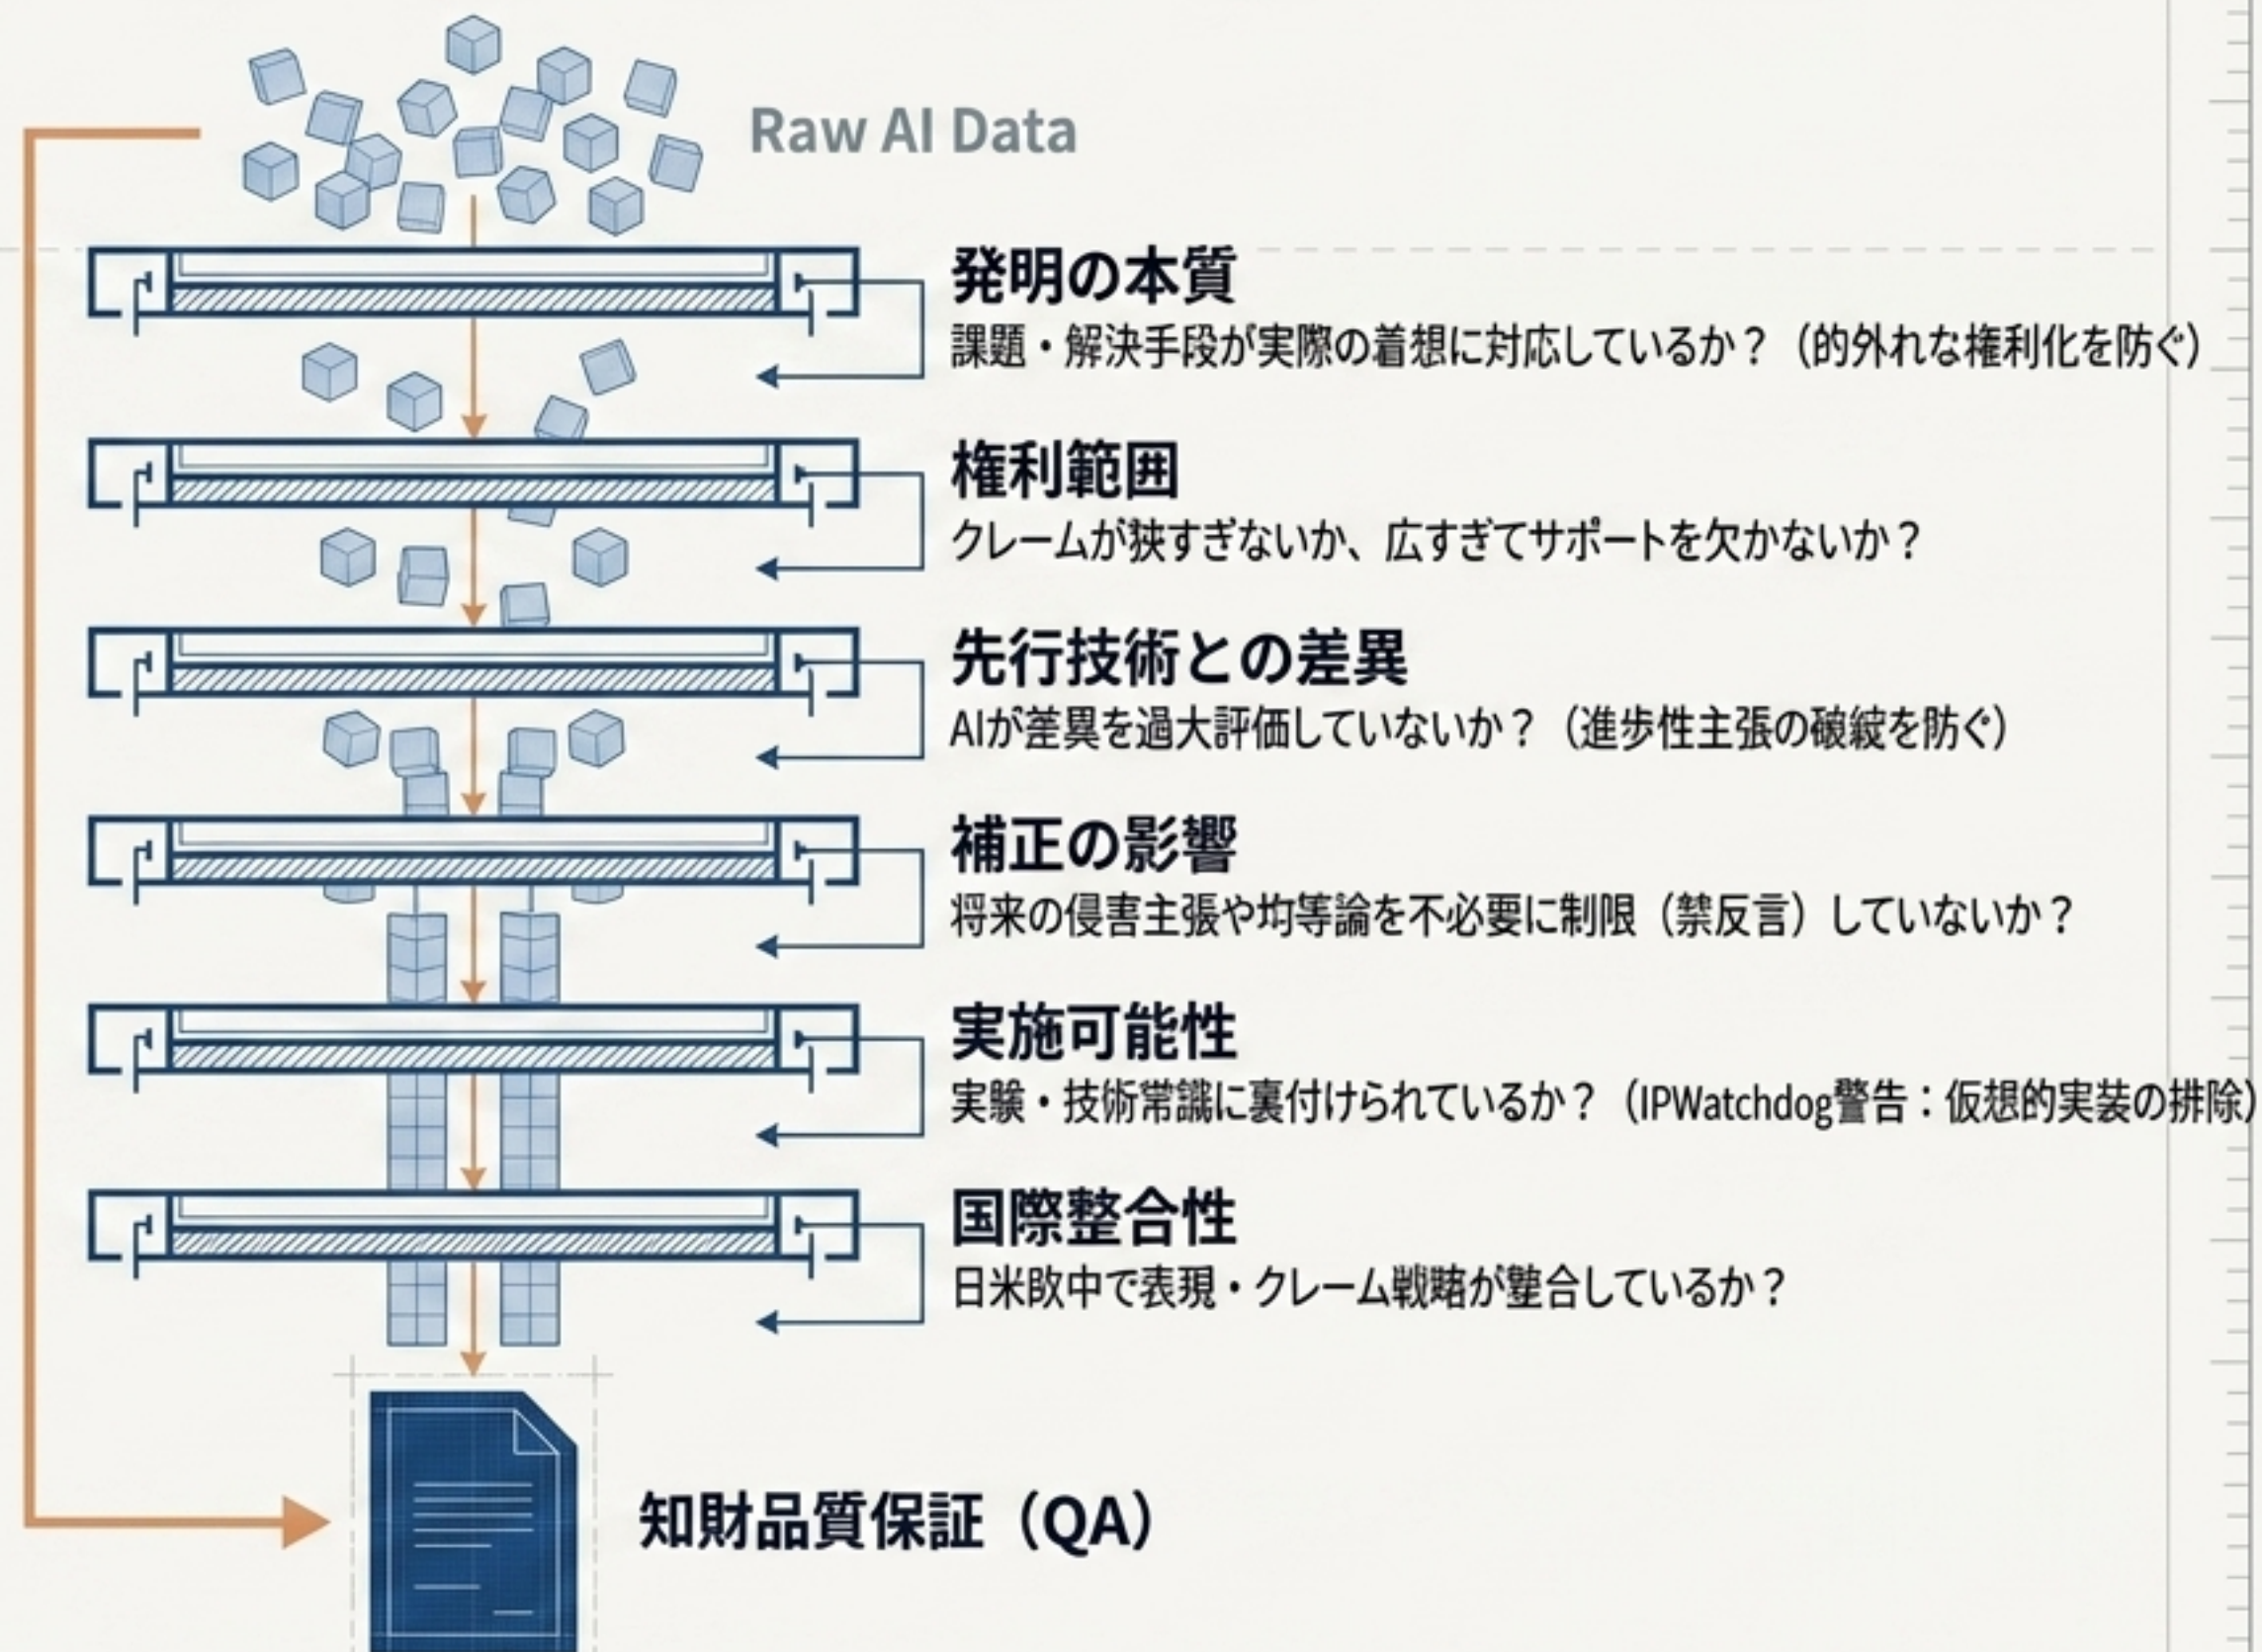 Raw AI Data
発明の本質
課題・解決手段が実際の着想に対応しているか？（的外れな権利化を防ぐ）
権利範囲
クレームが狭すぎないか、広すぎてサポートを欠かないか？
先行技術との差異
AIが差異を過大評価していないか？（進歩性主張の破綻を防ぐ）
補正の影響
将来の侵害主張や均等論を不必要に制限（禁反言）していないか？
実施可能性
実験・技術常識に裏付けられているか？（IPWatchdog警告：仮想的実装の排除）
国際整合性
日米欧中で表現・クレーム戦略が整合しているか？
知財品質保証（QA）